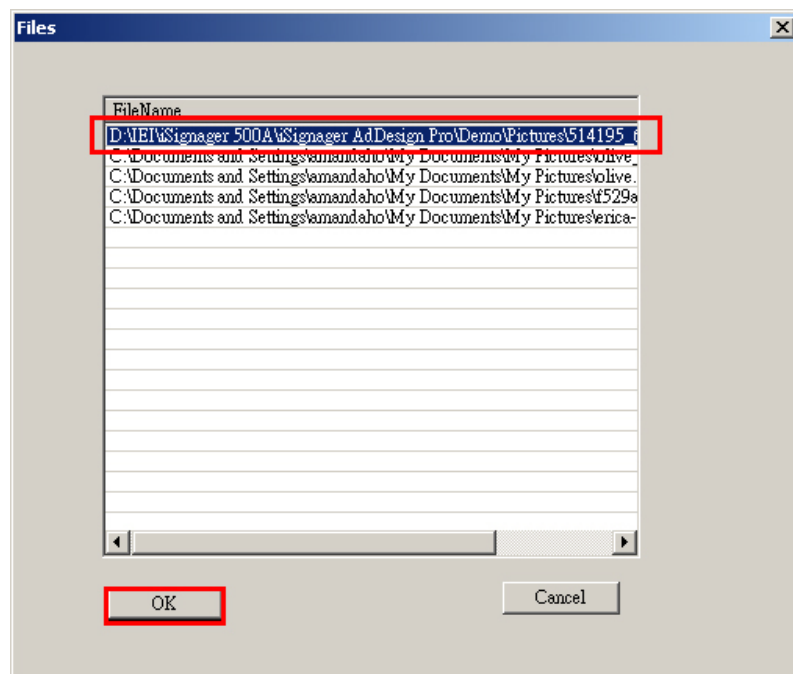 Files
FileName
D:\IEI\iSignager 500A\iSignager AdDesign Pro\Demo\Pictures\514195_6
C:\Documents and Settings\amandaho\My Documents\My Pictures\olive_
C:\Documents and Settings\amandaho\My Documents\My Pictures\olive.
C:\Documents and Settings\amandaho\My Documents\My Pictures\f529a
C:\Documents and Settings\amandaho\My Documents\My Pictures\erica-
OK
Cancel